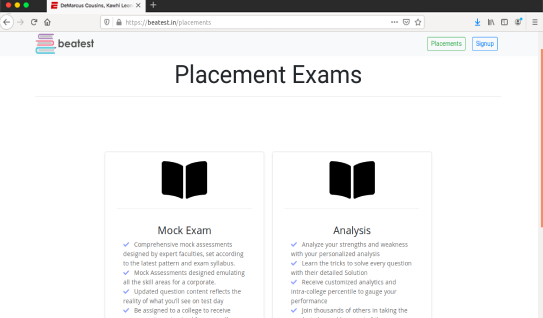 DeMarcus Cousins, Kawhi Leon
https://beatest.in/placements
beatest
Placements
Signup
Placement Exams
Mock Exam
Comprehensive mock assessments
designed by expert faculties, set according
to the latest pattern and exam syllabus.
Mock Assessments designed emulating
all the skill areas for a corporate.
Updated question content reflects the
reality of what you'll see on test day
Be assigned to a college to receive
Analysis
Analyze your strengths and weakness
with your personalized analysis
Learn the tricks to solve every question
with their detailed Solution
Receive customized analytics and
intra-college percentile to gauge your
performance
Join thousands of others in taking the